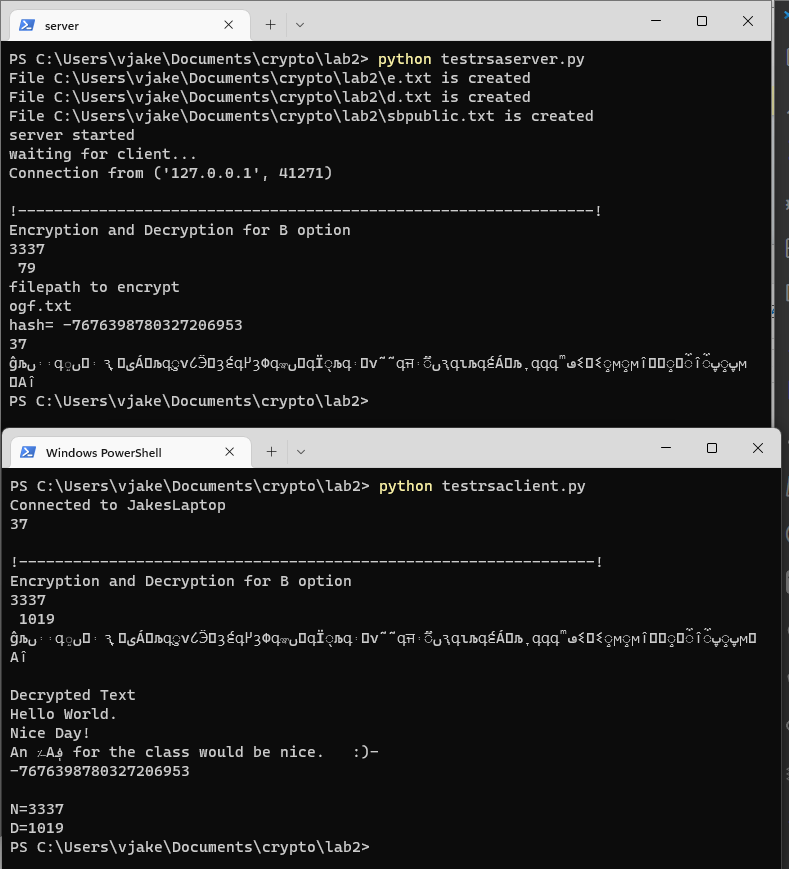 server
PS C:\Users\vjake\Documents\crypto\lab2> python testrsaserver.py
File C:\Users\vjake\Documents\crypto\lab2\e.txt is created
File C:\Users\vjake\Documents\crypto\lab2\d.txt is created
File C:\Users\vjake\Documents\crypto\lab2\sbpublic.txt is created
server started
waiting for client...
Connection from ('127.0.0.1', 41271)
!----------------------------------------------------------------!
Encryption and Decryption for B option
3337
79
filepath to encrypt
ogf.txt
hash= -7676398780327206953
37
PS C:\Users\vjake\Documents\crypto\lab2>
Windows PowerShell
PS C:\Users\vjake\Documents\crypto\lab2> python testrsaclient.py
Connected to JakesLaptop
37
!----------------------------------------------------------------!
Encryption and Decryption for B option
3337
1019
Decrypted Text
Hello World.
Nice Day!
An for the class would be nice. :)-
-7676398780327206953
N=3337
D=1019
PS C:\Users\vjake\Documents\crypto\lab2>